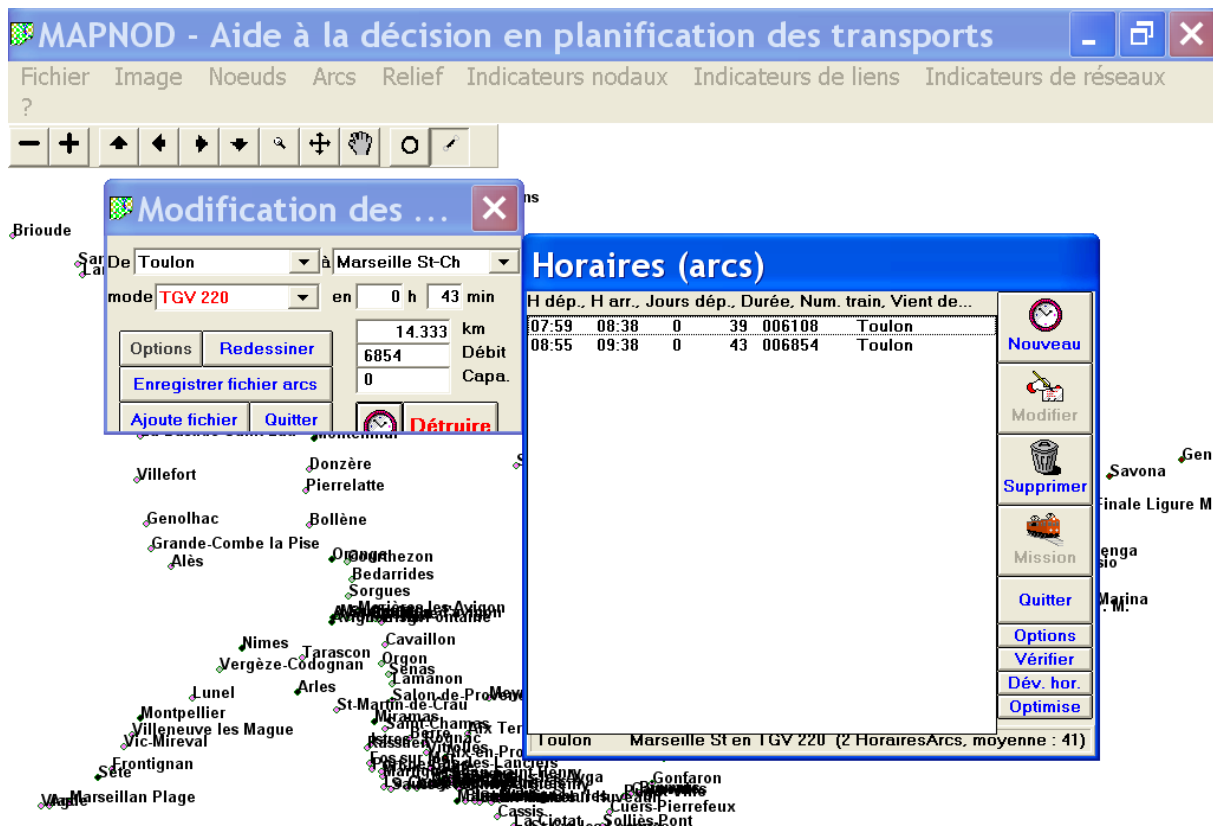 MAPNOD - Aide à la décision en planification des transports
Fichier Image Noeuds Arcs Relief Indicateurs nodaux Indicateurs de liens Indicateurs de réseaux
?
ns
Brioude
Modification des ...
De Toulon à Marseille St-Ch
mode TGV 220 en 0 h 43 min
14.333 km
Options Redessiner
6854 Débit
Enregistrer fichier arcs
0 Capa.
Ajoute fichier Quitter
Détruire
Horaires (arcs)
H dép., H arr., Jours dép., Durée, Num. train, Vient de...
07:59 08:38 0 39 006108 Toulon
08:55 09:38 0 43 006854 Toulon
Nouveau
Modifier
Supprimer
Mission
Quitter
Options
Vérifier
Dév. hor.
Optimise
Toulon Marseille St en TGV 220 (2 HorairesArcs, moyenne : 41)
Donzère
Villefort
Pierrelatte
Gen
Savona
Finale Ligure M
Genolhac
Bollène
Grande-Combe la Pise
Alès
Orange
Bedarrides
Sorgues
enga
Marina
Nimes
Cavaillon
Tarascon
Vergèze-Codognan
Orgon
Sénas
Lamanon
Lunel
Arles
St-Martin-de-Crau
Montpellier
Miramas
Villeneuve les Mague
Vic-Mireval
Frontignan
Sète
Marseillan Plage
Gonfaron
Cuers-Pierrefeux
Cassis
La Ciotat
Solliès Pont